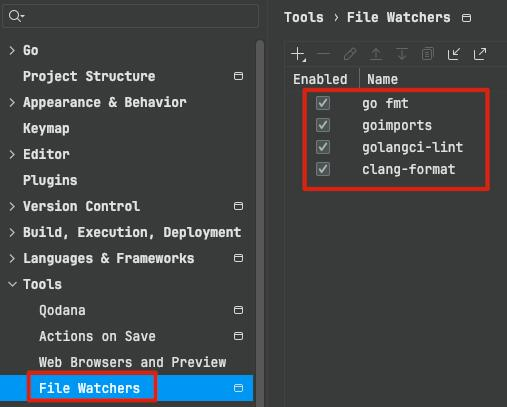 Go
Project Structure
Appearance & Behavior
Keymap
Editor
Plugins
Version Control
Build, Execution, Deployment
Languages & Frameworks
Tools
Qodana
Actions on Save
Web Browsers and Preview
File Watchers
Tools › File Watchers
Enabled Name
go fmt
goimports
golangci-lint
clang-format